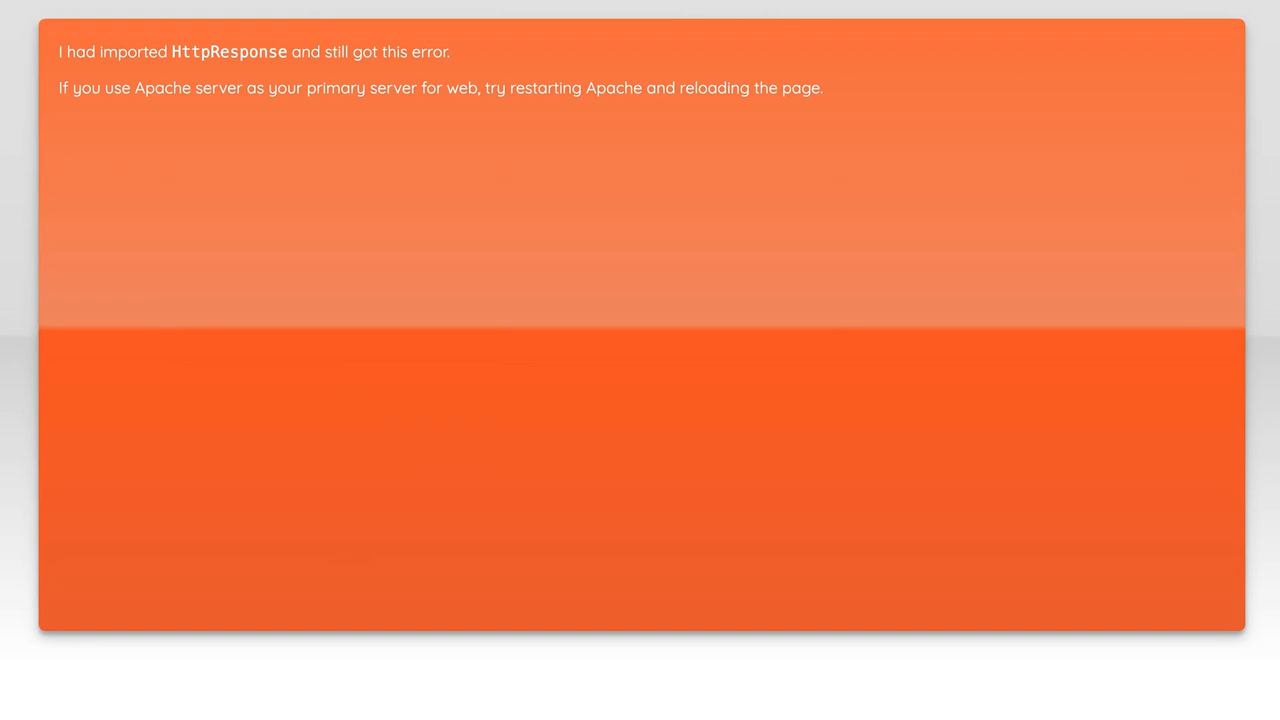 I had imported HttpResponse and still got this error.
If you use Apache server as your primary server for web, try restarting Apache and reloading the page.